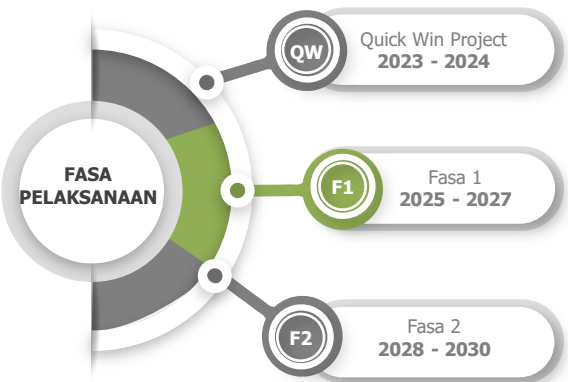 QW
Quick Win Project
2023 - 2024
FASA
PELAKSANAAN
F1
Fasa 1
2025 - 2027
F2
Fasa 2
2028 - 2030